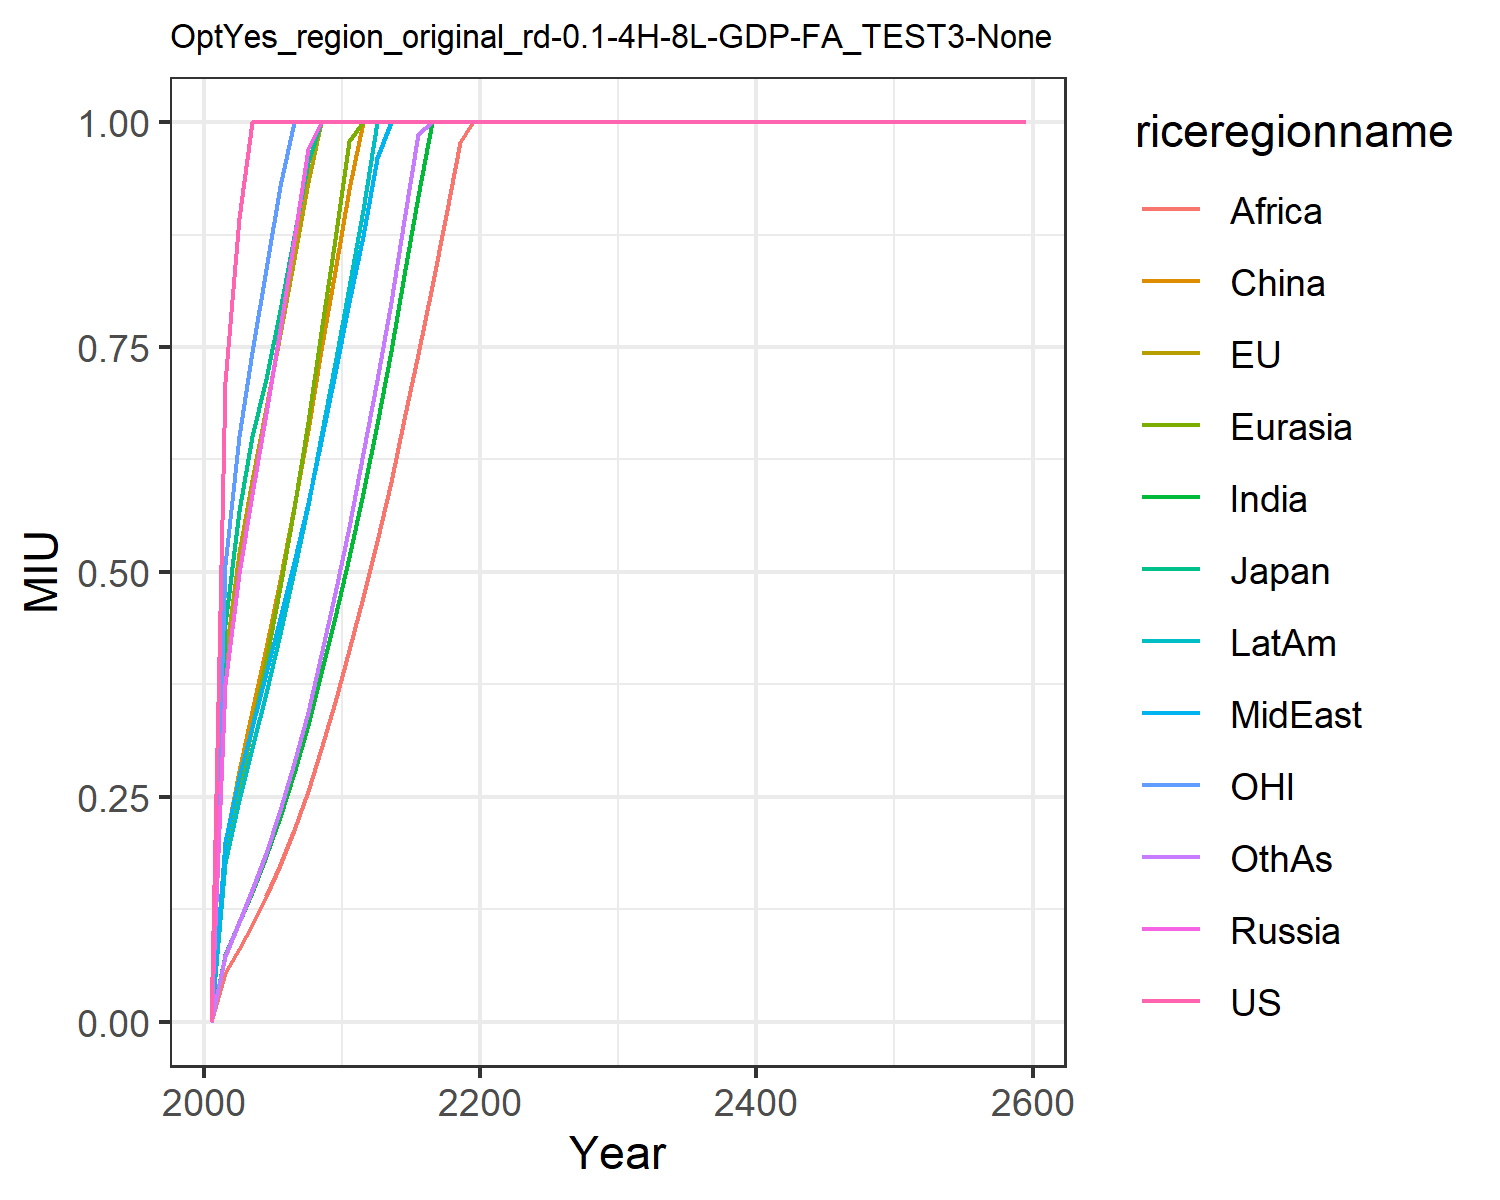 OptYes_region_original_rd-0.1-4H-8L-GDP-FA_TEST3-None
1.00
0.75
0.50
0.25
0.00
MIU
2000
2200
2400
2600
Year
riceregionname
Africa
China
EU
Eurasia
India
Japan
LatAm
MidEast
OHI
OthAs
Russia
US